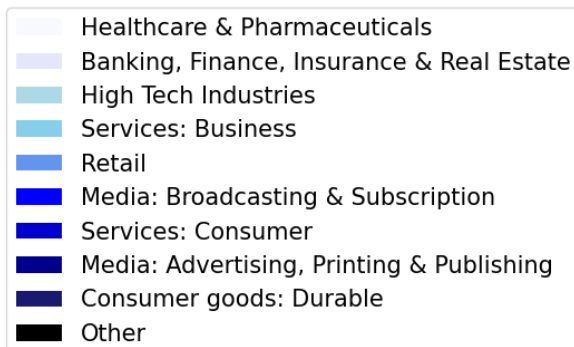 Healthcare & Pharmaceuticals
Banking, Finance, Insurance & Real Estate
High Tech Industries
Services: Business
Retail
Media: Broadcasting & Subscription
Services: Consumer
Media: Advertising, Printing & Publishing
Consumer goods: Durable
Other